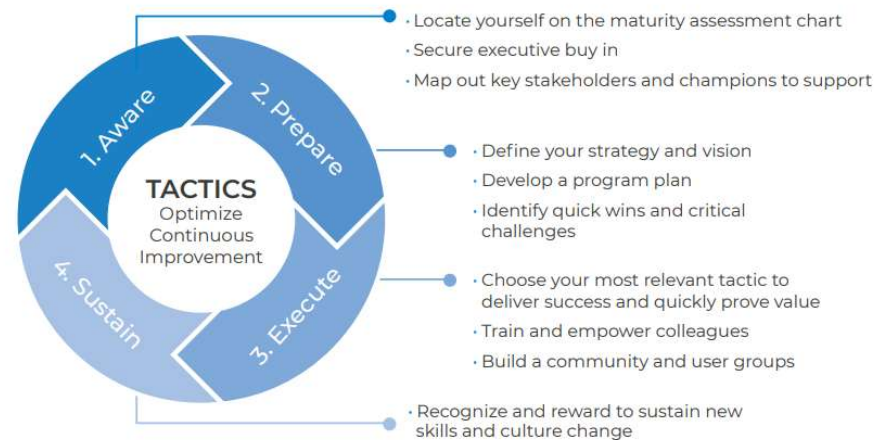 · Locate yourself on the maturity assessment chart
· Secure executive buy in
· Map out key stakeholders and champions to support
1. Aware
2. Prepare
3. Execute
4. Sustain
TACTICS
Optimize
Continuous
Improvement
· Define your strategy and vision
· Develop a program plan
· Identify quick wins and critical
challenges
· Choose your most relevant tactic to
deliver success and quickly prove value
· Train and empower colleagues
· Build a community and user groups
· Recognize and reward to sustain new
skills and culture change